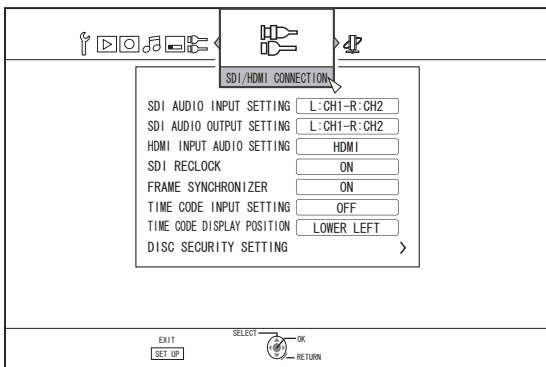 SDI/HDMI CONNECTION
SDI AUDIO INPUT SETTING L:CH1-R:CH2
SDI AUDIO OUTPUT SETTING L:CH1-R:CH2
HDMI INPUT AUDIO SETTING HDMI
SDI RECLOCK ON
FRAME SYNCHRONIZER ON
TIME CODE INPUT SETTING OFF
TIME CODE DISPLAY POSITION LOWER LEFT
DISC SECURITY SETTING
EXIT
SET UP
SELECT
OK
RETURN